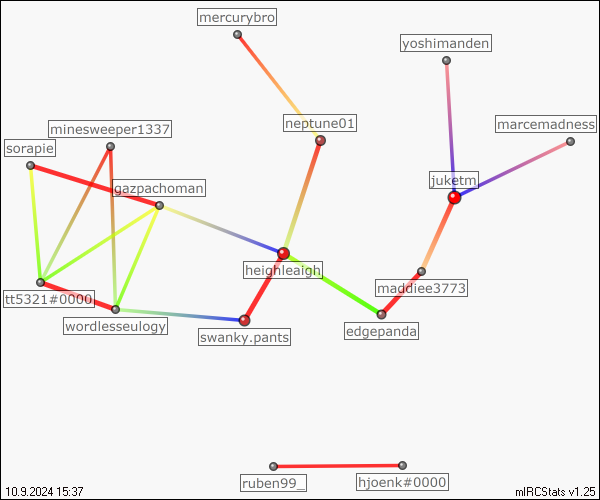 mercurybro
yoshimanden
neptune01
marcemadness
minesweeper1337
sorapie
gazpachoman
juketm
heighleaigh
maddiee3773
tt5321#0000
wordlesseulogy
swanky.pants
edgepanda
ruben99_
hjoenk#0000
10.9.2024 15:37
mIRCStats v1.25